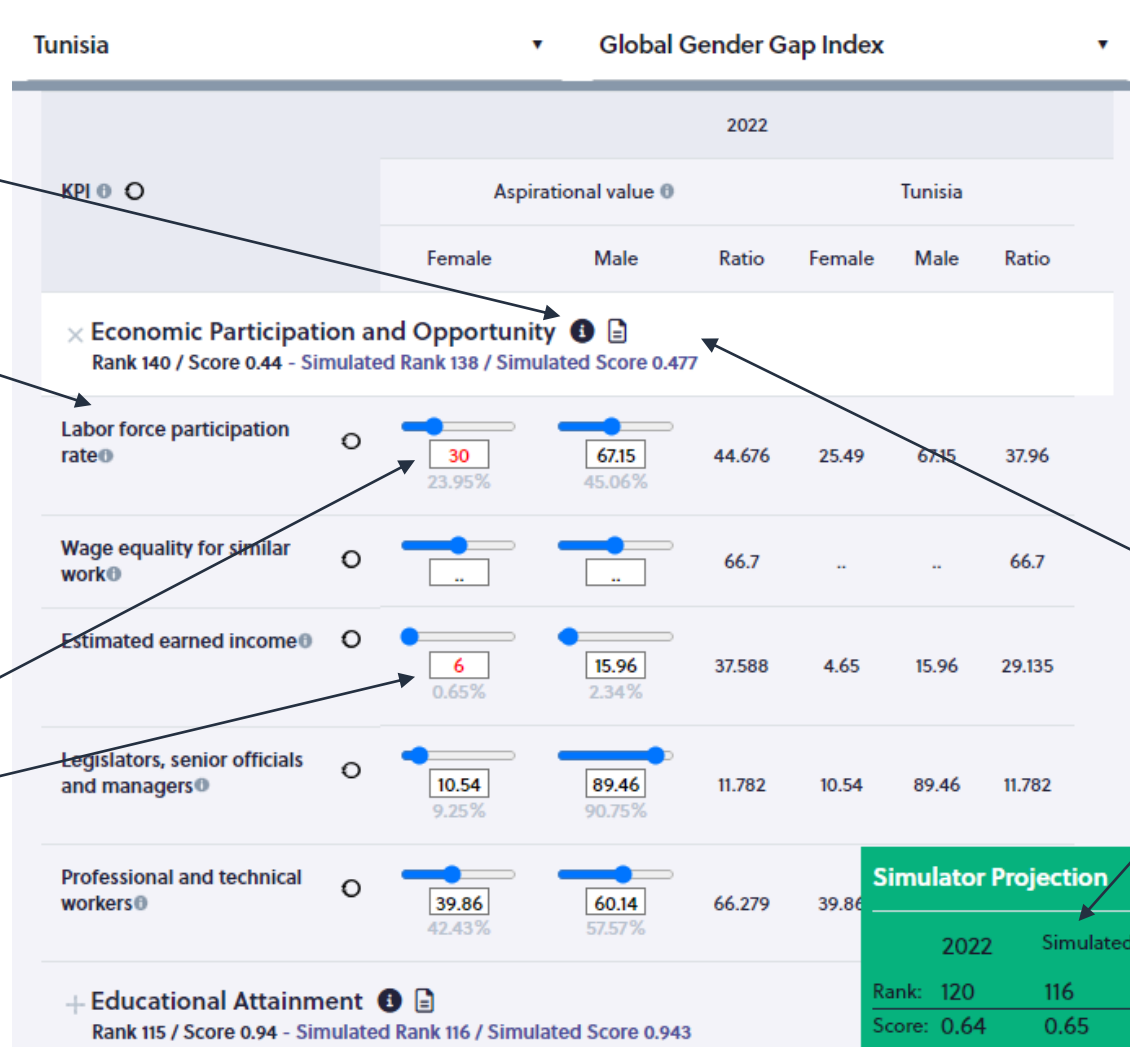 Tunisia ▼ Global Gender Gap Index ▼
2022
KPI Aspirational value Tunisia
Female Male Ratio Female Male Ratio
× Economic Participation and Opportunity
Rank 140 / Score 0.44 - Simulated Rank 138 / Simulated Score 0.477
Labor force participation
rate
30 67.15 44.676 25.49 67.15 37.96
23.95% 45.06%
Wage equality for similar
work
.. .. 66.7 .. .. 66.7
Estimated earned income
6 15.96 37.588 4.65 15.96 29.135
0.65% 2.34%
Legislators, senior officials
and managers
10.54 89.46 11.782 10.54 89.46 11.782
9.25% 90.75%
Professional and technical
workers
39.86 60.14 66.279 39.86
42.43% 57.57%
Simulator Projection
2022 Simulated
Rank: 120 116
Score: 0.64 0.65
+ Educational Attainment
Rank 115 / Score 0.94 - Simulated Rank 116 / Simulated Score 0.943